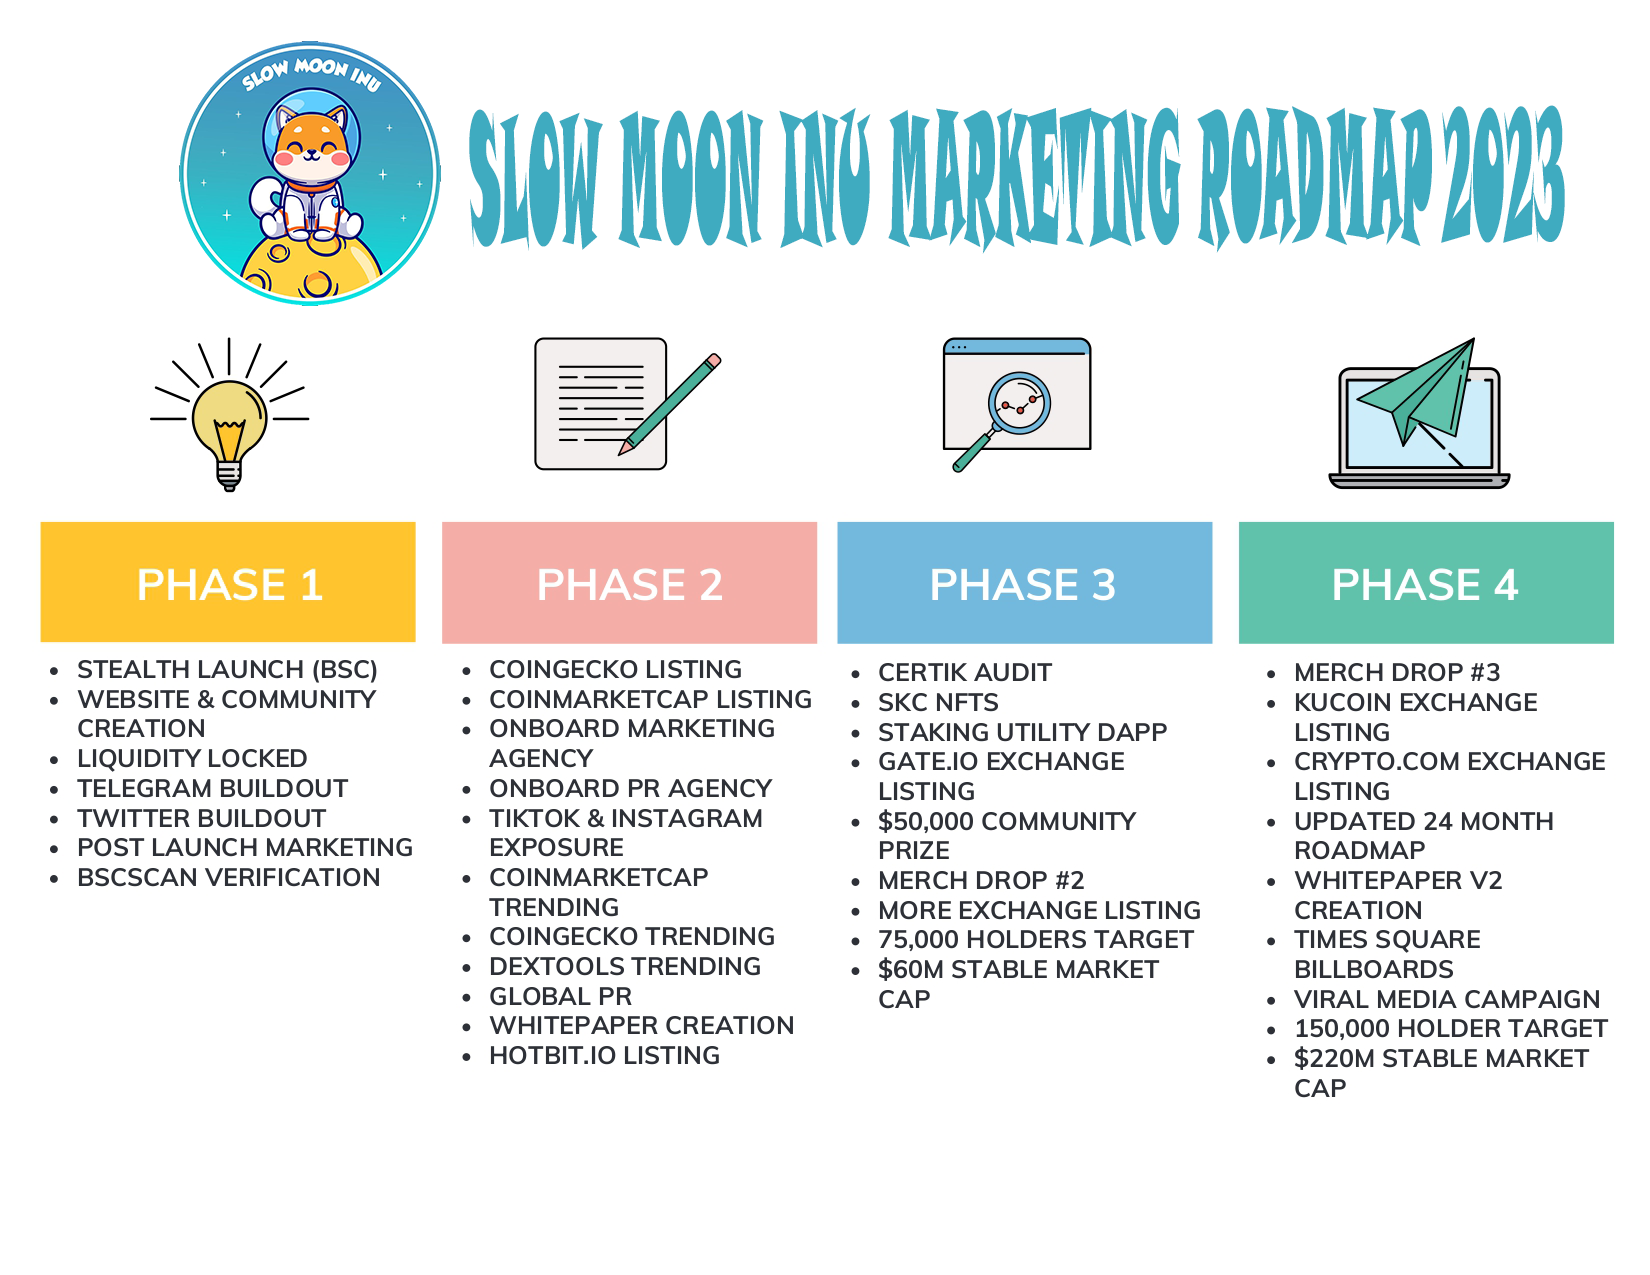 SLOW MOON INU
SLOW MOON INU MARKETING ROADMAP 2023
PHASE 1
• STEALTH LAUNCH (BSC)
• WEBSITE & COMMUNITY
CREATION
• LIQUIDITY LOCKED
• TELEGRAM BUILDOUT
• TWITTER BUILDOUT
• POST LAUNCH MARKETING
• BSCSCAN VERIFICATION
PHASE 2
• COINGECKO LISTING
• COINMARKETCAP LISTING
• ONBOARD MARKETING
AGENCY
• ONBOARD PR AGENCY
• TIKTOK & INSTAGRAM
EXPOSURE
• COINMARKETCAP
TRENDING
• COINGECKO TRENDING
• DEXTOOLS TRENDING
• GLOBAL PR
• WHITEPAPER CREATION
• HOTBIT.IO LISTING
PHASE 3
• CERTIK AUDIT
• SKC NFTS
• STAKING UTILITY DAPP
• GATE.IO EXCHANGE
LISTING
• $50,000 COMMUNITY
PRIZE
• MERCH DROP #2
• MORE EXCHANGE LISTING
• 75,000 HOLDERS TARGET
• $60M STABLE MARKET
CAP
PHASE 4
• MERCH DROP #3
• KUCOIN EXCHANGE
LISTING
• CRYPTO.COM EXCHANGE
LISTING
• UPDATED 24 MONTH
ROADMAP
• WHITEPAPER V2
CREATION
• TIMES SQUARE
BILLBOARDS
• VIRAL MEDIA CAMPAIGN
• 150,000 HOLDER TARGET
• $220M STABLE MARKET
CAP